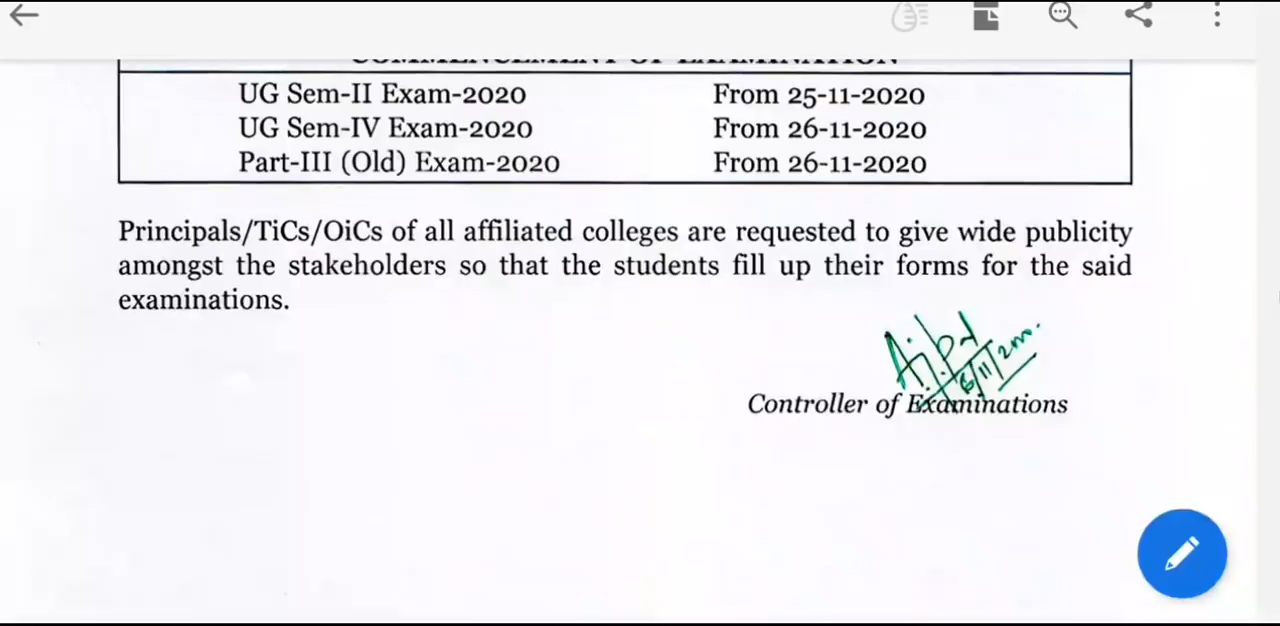 COMMENCEMENT OF EXAMINATION
UG Sem-II Exam-2020 From 25-11-2020
UG Sem-IV Exam-2020 From 26-11-2020
Part-III (Old) Exam-2020 From 26-11-2020
Principals/TiCs/OiCs of all affiliated colleges are requested to give wide publicity
amongst the stakeholders so that the students fill up their forms for the said
examinations.
Controller of Examinations